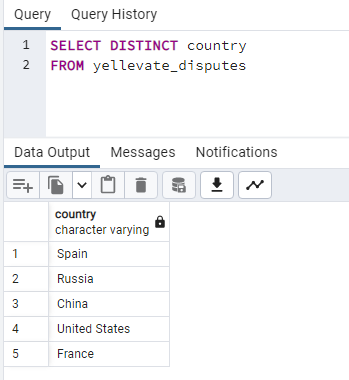 Query Query History
1 SELECT DISTINCT country
2 FROM yellevate_disputes
Data Output Messages Notifications
country
character varying
1 Spain
2 Russia
3 China
4 United States
5 France